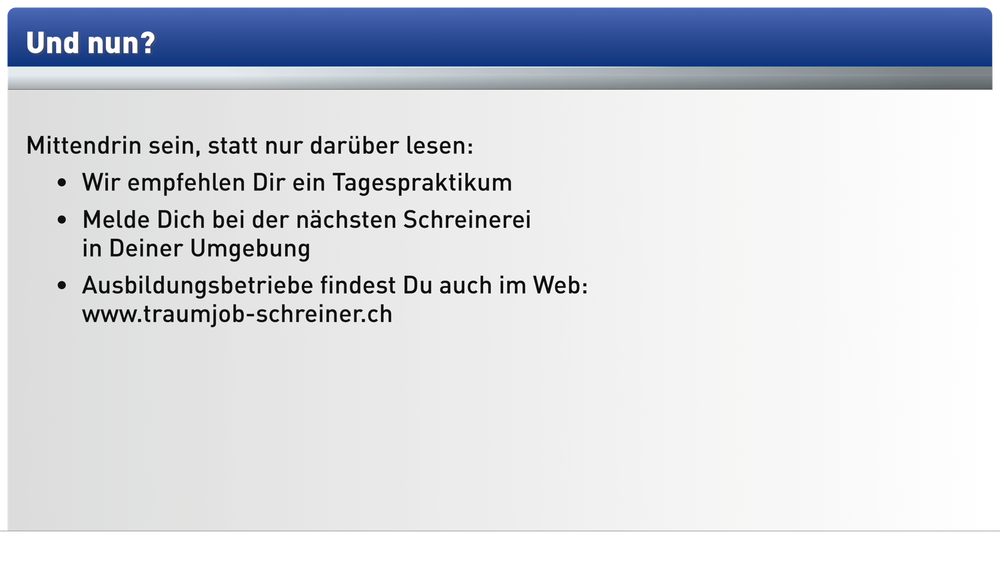 Und nun?
Mittendrin sein, statt nur darüber lesen:
• Wir empfehlen Dir ein Tagespraktikum
• Melde Dich bei der nächsten Schreinerei
in Deiner Umgebung
• Ausbildungsbetriebe findest Du auch im Web:
www.traumjob-schreiner.ch